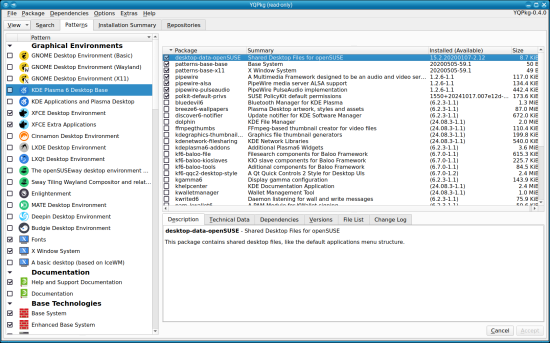 YQPkg (read-only)
File Package Dependencies Options Extras Help
YQPkg-0.4.0
View Search Patterns Installation Summary Repositories
Pattern
Graphical Environments
GNOME Desktop Environment (Basic)
GNOME Desktop Environment (Wayland)
GNOME Desktop Environment (X11)
KDE Plasma 6 Desktop Base
KDE Applications and Plasma Desktop
XFCE Desktop Environment
XFCE Extra Applications
Cinnamon Desktop Environment
LXDE Desktop Environment
LXQt Desktop Environment
The openSUSEway desktop environment ...
Sway Tiling Wayland Compositor and relat...
Enlightenment
MATE Desktop Environment
Deepin Desktop Environment
Budgie Desktop Environment
Fonts
X Window System
A basic desktop (based on IceWM)
Documentation
Help and Support Documentation
Documentation
Base Technologies
Base System
Enhanced Base System
Package Summary Installed (Available) Size
desktop-data-openSUSE Shared Desktop Files for openSUSE 15.2.20200107-2.12 8.7 KiB
patterns-base-base 20200505-59.1 50 B
patterns-base-x11 X Window System 20200505-59.1 49 B
pipewire A Multimedia Framework designed to be an audio and video ser... 1.2.6-1.1 117.0 KiB
pipewire-alsa PipeWire media server ALSA support 1.2.6-1.1 134.4 KiB
pipewire-pulseaudio PipeWire PulseAudio implementation 1.2.6-1.1 442.4 KiB
polkit-default-privs SUSE PolicyKit default permissions 1550+20241017.007e12d-... 173.6 KiB
bluedevil6 Bluetooth Manager for KDE Plasma (6.2.3-1.1) 1.1 M
breeze6-wallpapers Plasma Desktop artwork, styles and assets (6.2.3-1.1) 87.0 M
discover6-notifier Update notifier for KDE Software Manager (6.2.3-1.1)
dolphin KDE File Manager (24.08.3-1.1) 2.0 M
ffmpegthumbs FFmpeg-based thumbnail creator for video files (24.08.3-1.1) 110.4 KiB
kdegraphics-thumbnail... Graphic file thumbnail generators (24.08.3-1.1) 199.8 KiB
kdenetwork-filesharing KDE Network Libraries (24.08.3-1.1) 540.0 KiB
kdeplasma6-addons Additional Plasma6 Widgets (6.2.3-1.1) 3.6 M
kf6-baloo-file Filesearch components for Baloo Framework (6.7.0-1.1) 615.3 KiB
kf6-baloo-kioslaves KIO slave components for Baloo Framework (6.7.0-1.1) 225.7 KiB
kf6-baloo-tools Aditional components for Baloo Framework (6.7.0-1.1) 84.5 KiB
kf6-qqc2-desktop-style A Qt Quick Controls 2 Style for Desktop UIs (6.7.0-1.1) 2.4 M
kgamma6 Display gamma configuration (6.2.3-1.1) 143.9 KiB
khelpcenter KDE Documentation Application (24.08.3-1.1) 2.4 M
kwalletmanager Wallet Management Tool (24.08.3-1.1) 1.0 M
kwrited6 Daemon listening for wall and write messages (6.2.3-1.1) 75.9 KiB
Description Technical Data Dependencies Versions File List Change Log
desktop-data-openSUSE - Shared Desktop Files for openSUSE
This package contains shared desktop files, like the default applications menu structure.
Cancel Accept